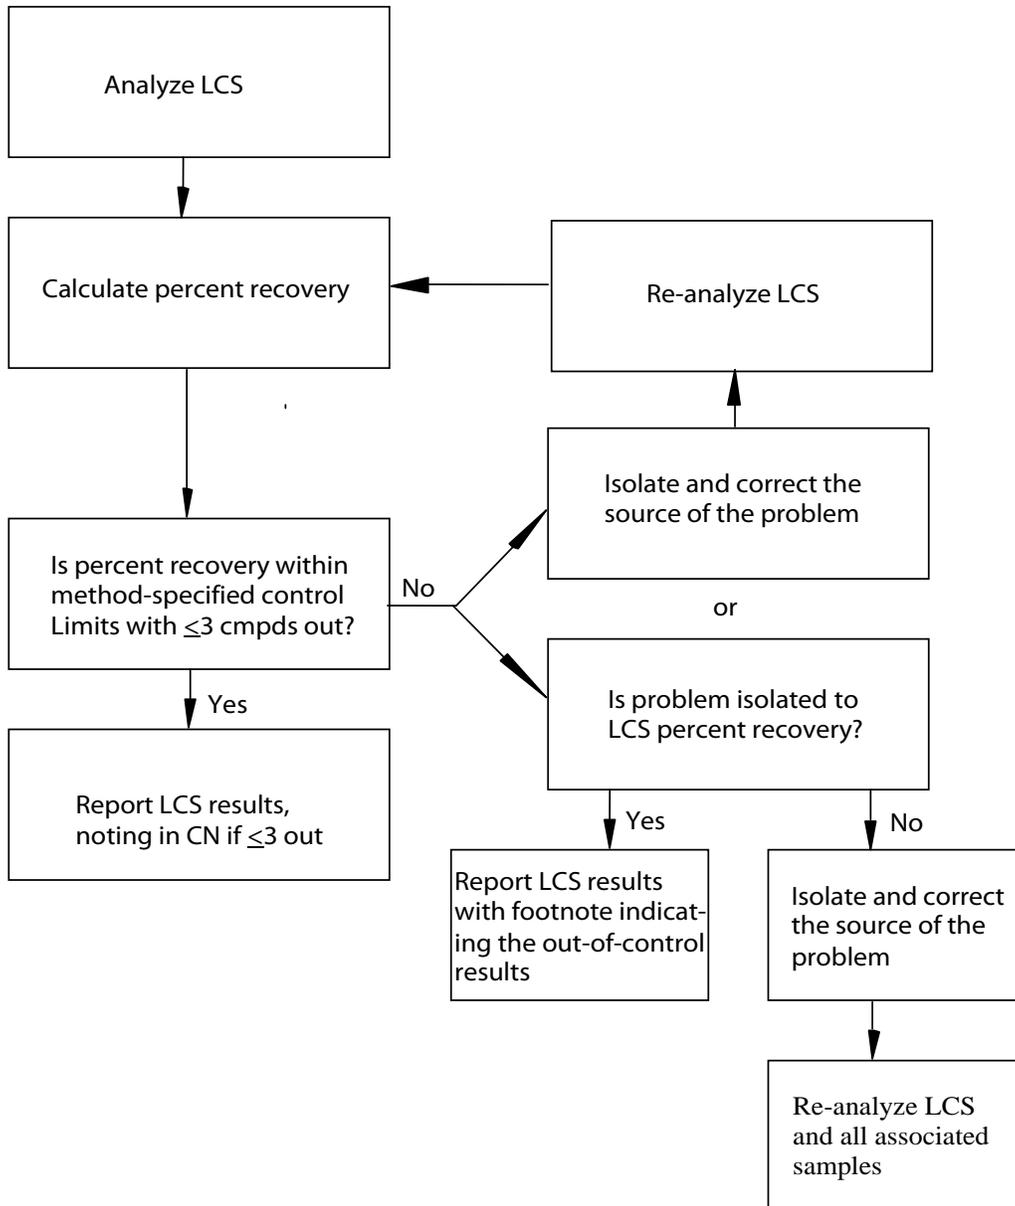 Analyze LCS
Calculate percent recovery
Re-analyze LCS
Isolate and correct the
source of the problem
Is percent recovery within
method-specified control
Limits with ≤3 cmpds out?
No
or
Is problem isolated to
LCS percent recovery?
Yes
Report LCS results,
noting in CN if ≤3 out
Yes
No
Report LCS results
with footnote indicat-
ing the out-of-control
results
Isolate and correct
the source of the
problem
Re-analyze LCS
and all associated
samples